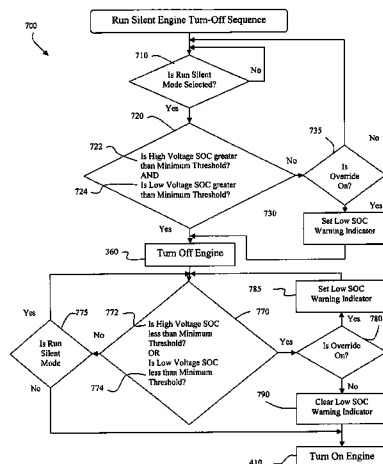 Run Silent Engine Turn-Off Sequence
700
710
Is Run Silent
Mode Selected?
No
Yes
720
722
Is High Voltage SOC greater
than Minimum Threshold?
AND
724
Is Low Voltage SOC greater
than Minimum Threshold?
No
735
No
Is
Override
On?
Yes
730
Set Low SOC
Warning Indicator
Yes
360
Turn Off Engine
785
Set Low SOC
Warning Indicator
Yes
775
772
770
Yes
780
No
Is High Voltage SOC
less than Minimum
Threshold?
OR
Is Low Voltage SOC
less than Minimum
Threshold?
774
Yes
Is Run
Silent
Mode
No
Is Override
On?
No
790
Clear Low SOC
Warning Indicator
410
Turn On Engine